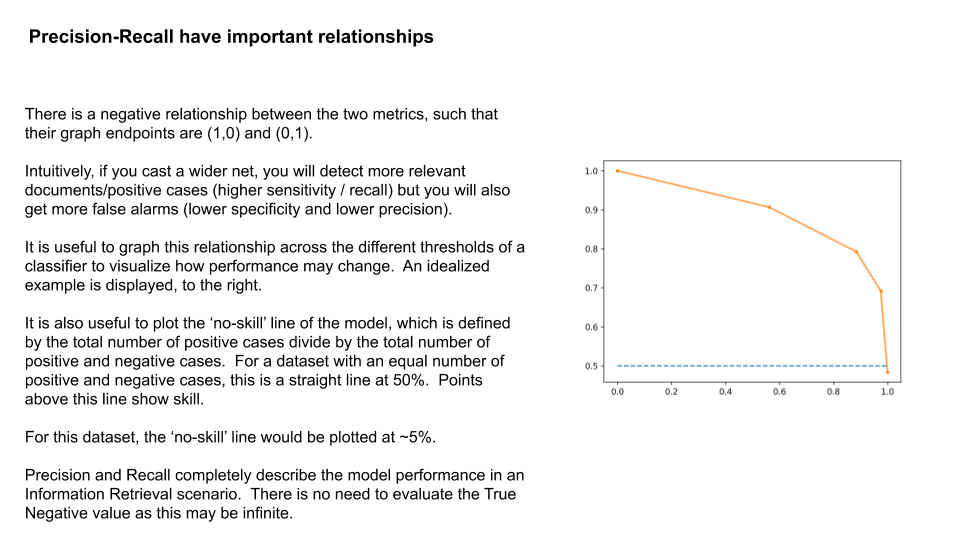 Precision-Recall have important relationships
There is a negative relationship between the two metrics, such that
their graph endpoints are (1,0) and (0,1).
Intuitively, if you cast a wider net, you will detect more relevant
documents/positive cases (higher sensitivity / recall) but you will also
get more false alarms (lower specificity and lower precision).
It is useful to graph this relationship across the different thresholds of a
classifier to visualize how performance may change.  An idealized
example is displayed, to the right.
It is also useful to plot the ‘no-skill’ line of the model, which is defined
by the total number of positive cases divide by the total number of
positive and negative cases.  For a dataset with an equal number of
positive and negative cases, this is a straight line at 50%.  Points
above this line show skill.
For this dataset, the ‘no-skill’ line would be plotted at ~5%.
Precision and Recall completely describe the model performance in an
Information Retrieval scenario.  There is no need to evaluate the True
Negative value as this may be infinite.
1.0
0.9
0.8
0.7
0.6
0.5
0.0 0.2 0.4 0.6 0.8 1.0